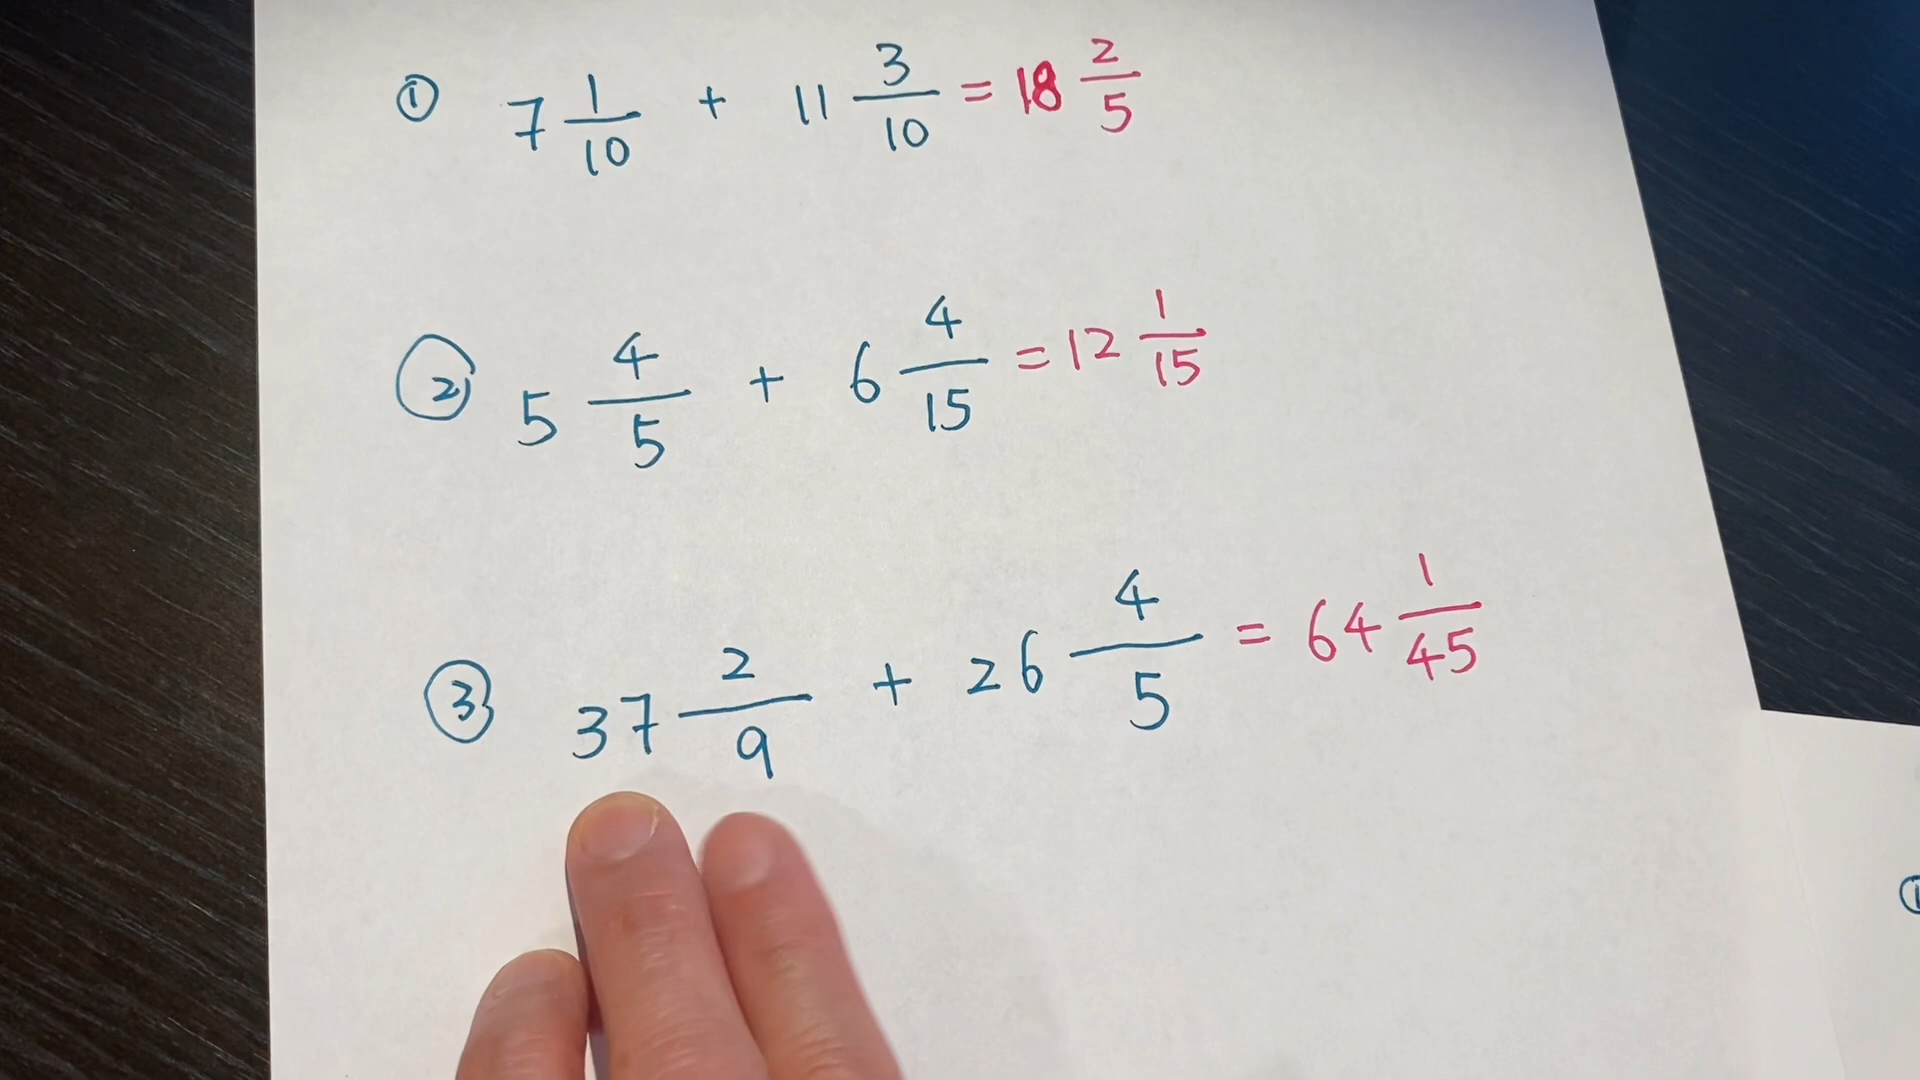 ① 7 1/10 + 11 3/10 = 18 2/5
② 5 4/5 + 6 4/15 = 12 1/15
③ 37 2/9 + 26 4/5 = 64 1/45
①